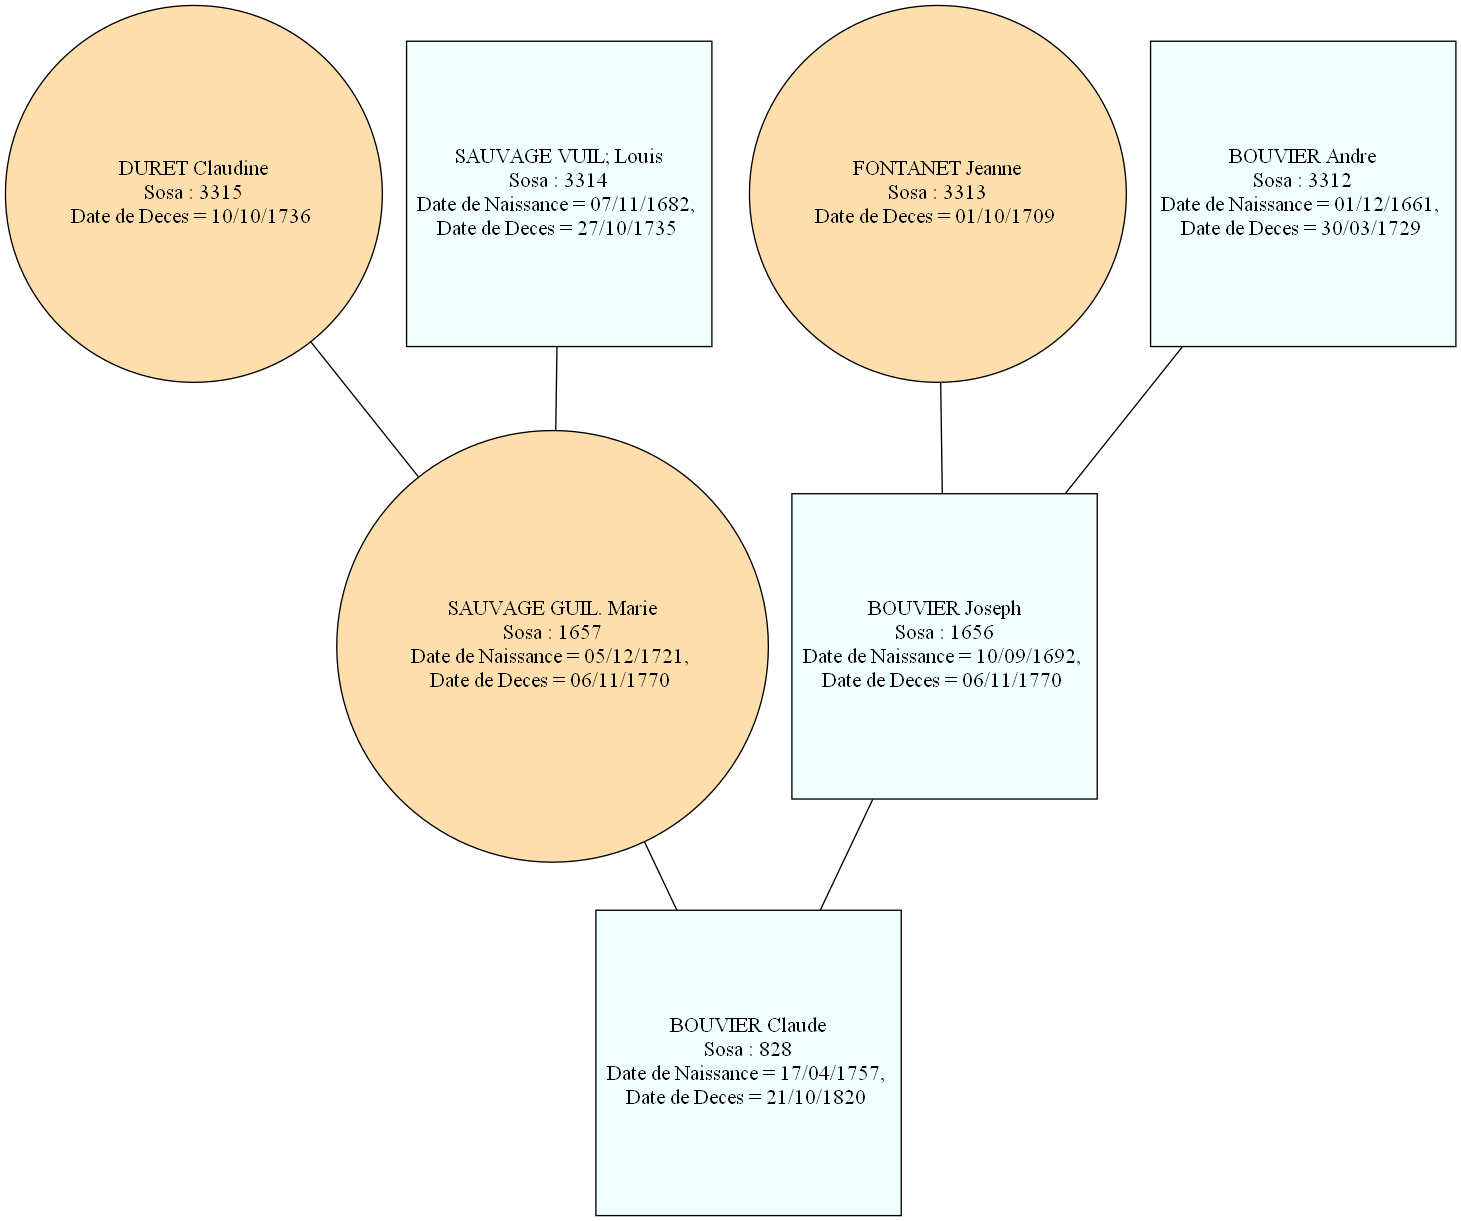 DURET Claudine
Sosa : 3315
Date de Deces = 10/10/1736
SAUVAGE VUIL; Louis
Sosa : 3314
Date de Naissance = 07/11/1682,
Date de Deces = 27/10/1735
FONTANET Jeanne
Sosa : 3313
Date de Deces = 01/10/1709
BOUVIER Andre
Sosa : 3312
Date de Naissance = 01/12/1661,
Date de Deces = 30/03/1729
SAUVAGE GUIL. Marie
Sosa : 1657
Date de Naissance = 05/12/1721,
Date de Deces = 06/11/1770
BOUVIER Joseph
Sosa : 1656
Date de Naissance = 10/09/1692,
Date de Deces = 06/11/1770
BOUVIER Claude
Sosa : 828
Date de Naissance = 17/04/1757,
Date de Deces = 21/10/1820